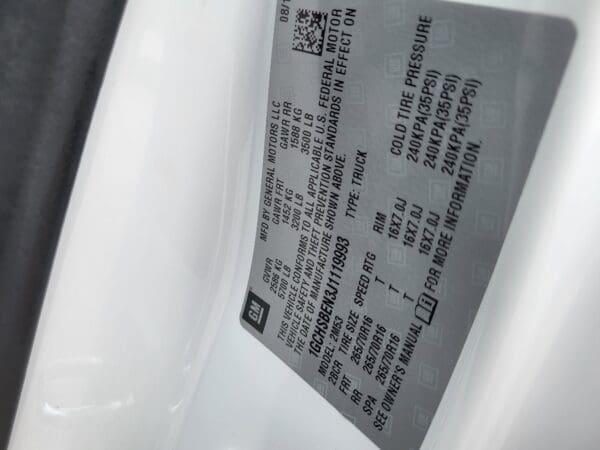 GM
MFD BY GENERAL MOTORS LLC
08/1
GVWR GAWR FRT GAWR RR
2586 KG 1452 KG 1588 KG
5700 LB 3200 LB 3500 LB
THIS VEHICLE CONFORMS TO ALL APPLICABLE U.S. FEDERAL MOTOR
VEHICLE SAFETY AND THEFT PREVENTION STANDARDS IN EFFECT ON
THE DATE OF MANUFACTURE SHOWN ABOVE.
1GCHSBEN3J1119993 TYPE: TRUCK
MODEL: 2M53
2BCR TIRE SIZE SPEED RTG RIM COLD TIRE PRESSURE
FRT 265/70R16 T 16X7.0J 240KPA(35PSI)
RR 265/70R16 T 16X7.0J 240KPA(35PSI)
SPA 265/70R16 T 16X7.0J 240KPA(35PSI)
SEE OWNER'S MANUAL FOR MORE INFORMATION.